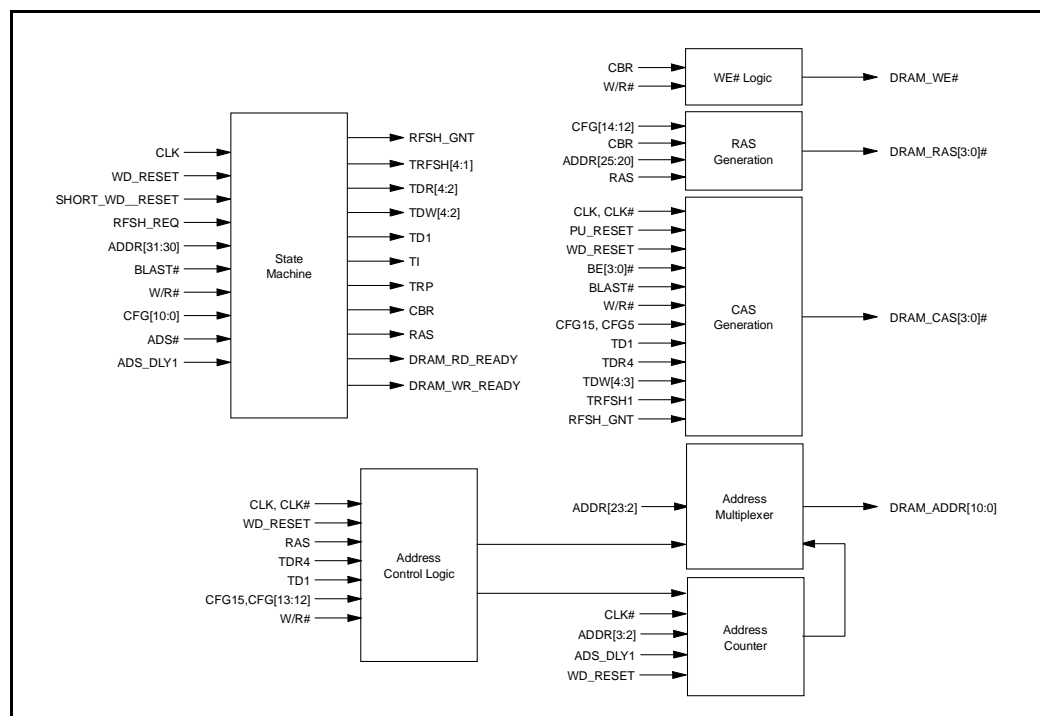 CBR
W/R#
WE# Logic
DRAM_WE#
CFG[14:12]
CBR
ADDR[25:20]
RAS
RAS
Generation
DRAM_RAS[3:0]#
CLK
WD_RESET
SHORT_WD__RESET
RFSH_REQ
ADDR[31:30]
BLAST#
W/R#
CFG[10:0]
ADS#
ADS_DLY1
State
Machine
RFSH_GNT
TRFSH[4:1]
TDR[4:2]
TDW[4:2]
TD1
TI
TRP
CBR
RAS
DRAM_RD_READY
DRAM_WR_READY
CLK, CLK#
PU_RESET
WD_RESET
BE[3:0]#
BLAST#
W/R#
CFG15, CFG5
TD1
TDR4
TDW[4:3]
TRFSH1
RFSH_GNT
CAS
Generation
DRAM_CAS[3:0]#
CLK, CLK#
WD_RESET
RAS
TDR4
TD1
CFG15,CFG[13:12]
W/R#
Address
Control Logic
ADDR[23:2]
Address
Multiplexer
DRAM_ADDR[10:0]
CLK#
ADDR[3:2]
ADS_DLY1
WD_RESET
Address
Counter